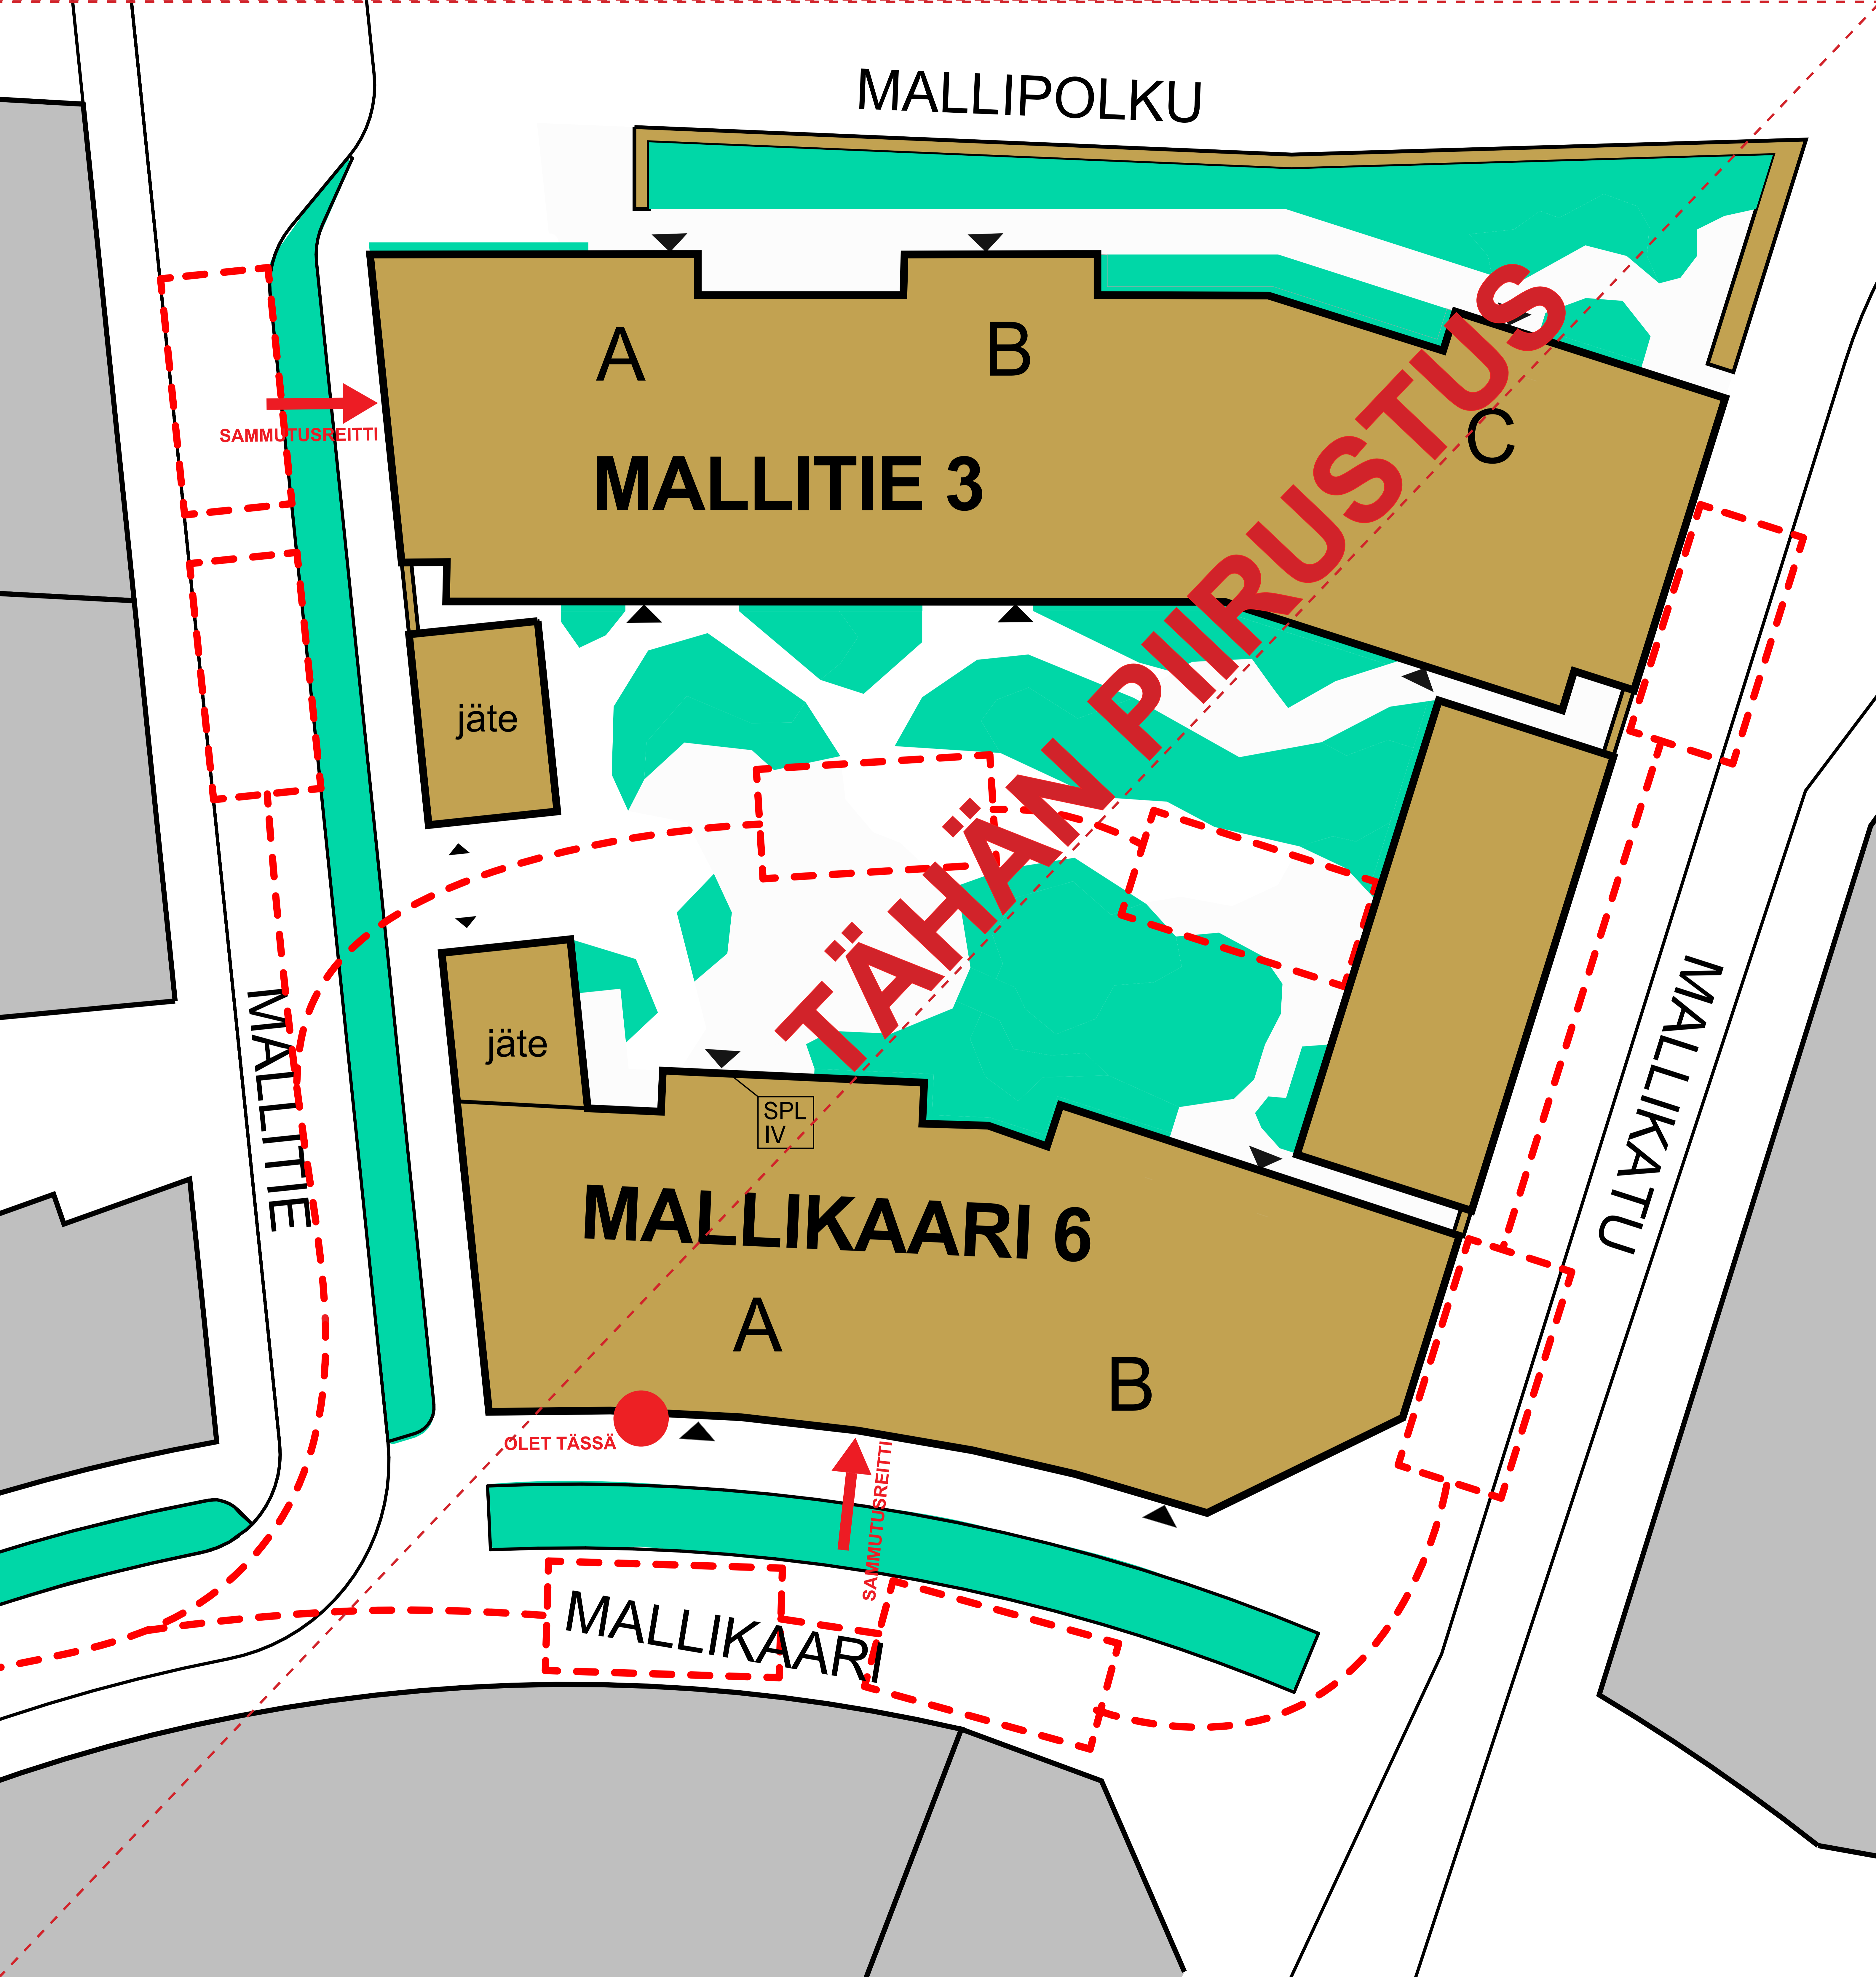 MALLIPOLKU
A
B
C
SAMMUTUSREITTI
MALLITIE 3
TÄHÄN PIIRUSTUS
jäte
jäte
MALLITIE
MALLIKATU
SPL
IV
MALLIKAARI 6
A
B
OLET TÄSSÄ
SAMMUTUSREITTI
MALLIKAARI